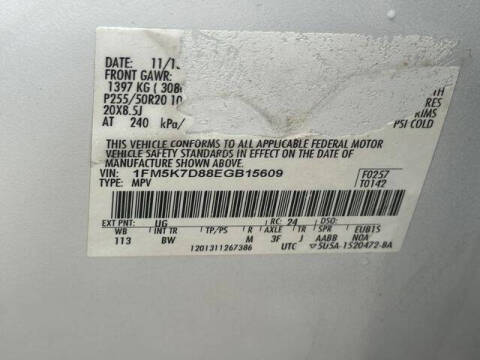 DATE: 11/1
FRONT GAWR:
1397 KG ( 308
P255/50R20 10
20X8.5J
AT 240 kPa/
TH
RES
RIMS
PSI COLD
THIS VEHICLE CONFORMS TO ALL APPLICABLE FEDERAL MOTOR
VEHICLE SAFETY STANDARDS IN EFFECT ON THE DATE OF
MANUFACTURE SHOWN ABOVE.
VIN: 1FM5K7D88EGB15609 F0257
TYPE: MPV T0142
EXT PNT: UG RC: 24 DSO:
WB INT TR TP/PS R AXLE TR SPR EUB15
113 BW M 3F J AABB N0A
1201311267386 UTC 5U5A-1520472-BA